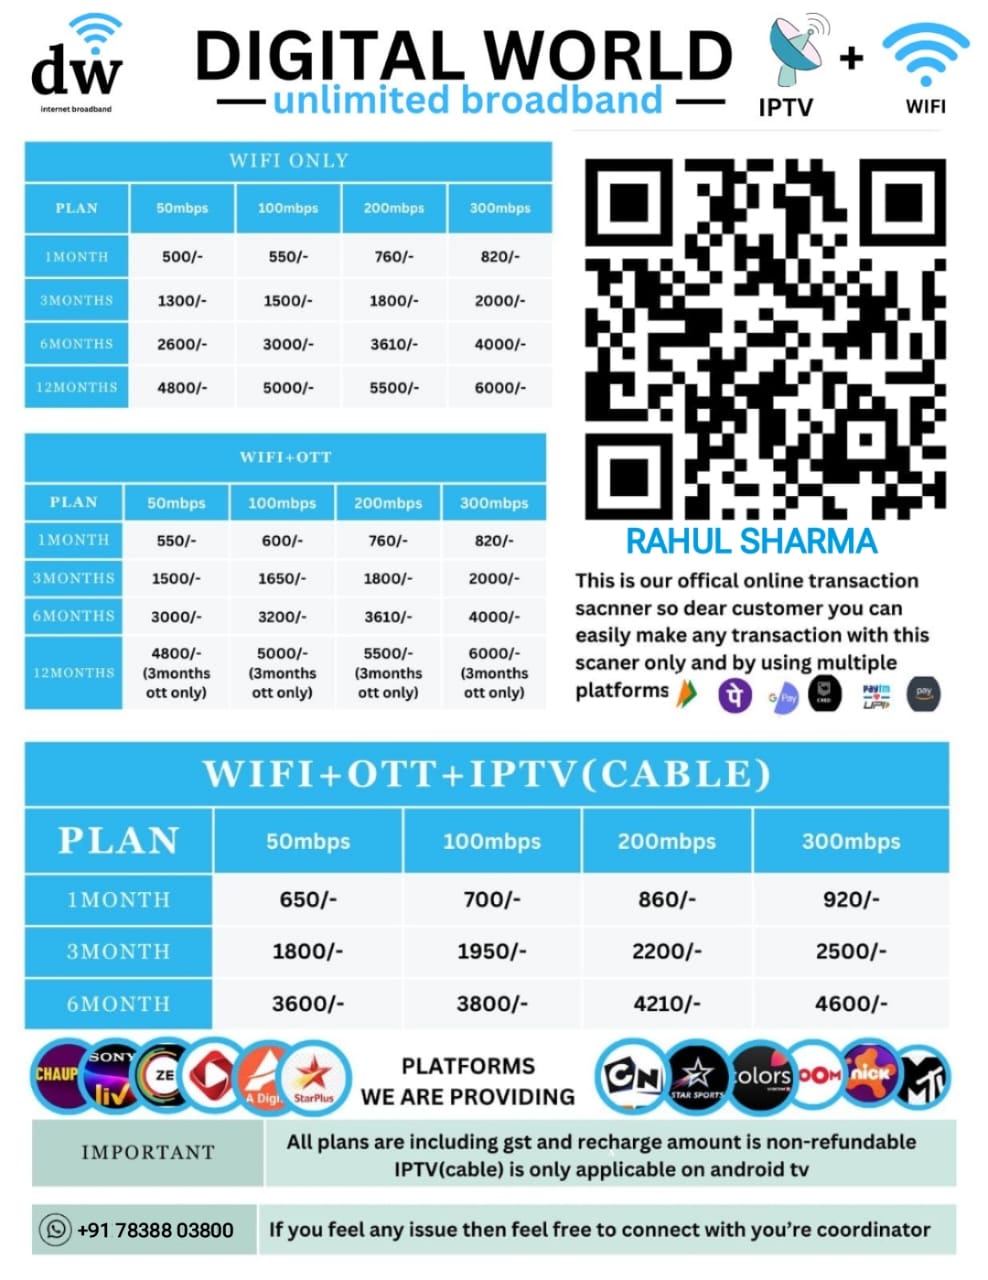 dw
internet broadband
DIGITAL WORLD
unlimited broadband
IPTV
+
WIFI
WIFI ONLY
PLAN 50mbps 100mbps 200mbps 300mbps
1MONTH 500/- 550/- 760/- 820/-
3MONTHS 1300/- 1500/- 1800/- 2000/-
6MONTHS 2600/- 3000/- 3610/- 4000/-
12MONTHS 4800/- 5000/- 5500/- 6000/-
WIFI+OTT
PLAN 50mbps 100mbps 200mbps 300mbps
1MONTH 550/- 600/- 760/- 820/-
3MONTHS 1500/- 1650/- 1800/- 2000/-
6MONTHS 3000/- 3200/- 3610/- 4000/-
12MONTHS 4800/- 5000/- 5500/- 6000/-
(3months (3months (3months (3months
ott only) ott only) ott only) ott only)
RAHUL SHARMA
This is our offical online transaction
sacnner so dear customer you can
easily make any transaction with this
scaner only and by using multiple
platforms
पे
G Pay
CRED
paytm
UPI
pay
WIFI+OTT+IPTV(CABLE)
PLAN 50mbps 100mbps 200mbps 300mbps
1MONTH 650/- 700/- 860/- 920/-
3MONTH 1800/- 1950/- 2200/- 2500/-
6MONTH 3600/- 3800/- 4210/- 4600/-
CHAUP
SONY
liv
ZE
A Digi
StarPlus
PLATFORMS
WE ARE PROVIDING
CN
STAR SPORTS
colors
OOM
nick
MTV
IMPORTANT
All plans are including gst and recharge amount is non-refundable
IPTV(cable) is only applicable on android tv
+91 78388 03800
If you feel any issue then feel free to connect with you’re coordinator